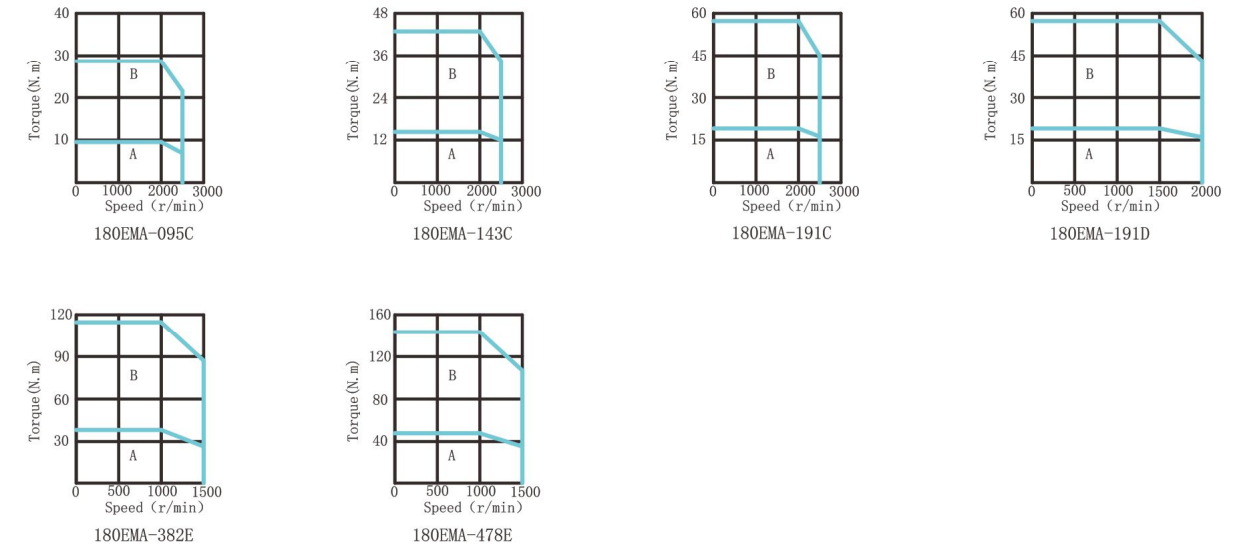 40
30
20
10
Torque(N.m)
B
A
0 1000 2000 3000
Speed (r/min)
180EMA-095C
48
36
24
12
Torque(N.m)
B
A
0 1000 2000 3000
Speed (r/min)
180EMA-143C
60
45
30
15
Torque(N.m)
B
A
0 1000 2000 3000
Speed (r/min)
180EMA-191C
60
45
30
15
Torque(N.m)
B
A
0 500 1000 1500 2000
Speed (r/min)
180EMA-191D
120
90
60
30
Torque(N.m)
B
A
0 500 1000 1500
Speed (r/min)
180EMA-382E
160
120
80
40
Torque(N.m)
B
A
0 500 1000 1500
Speed (r/min)
180EMA-478E